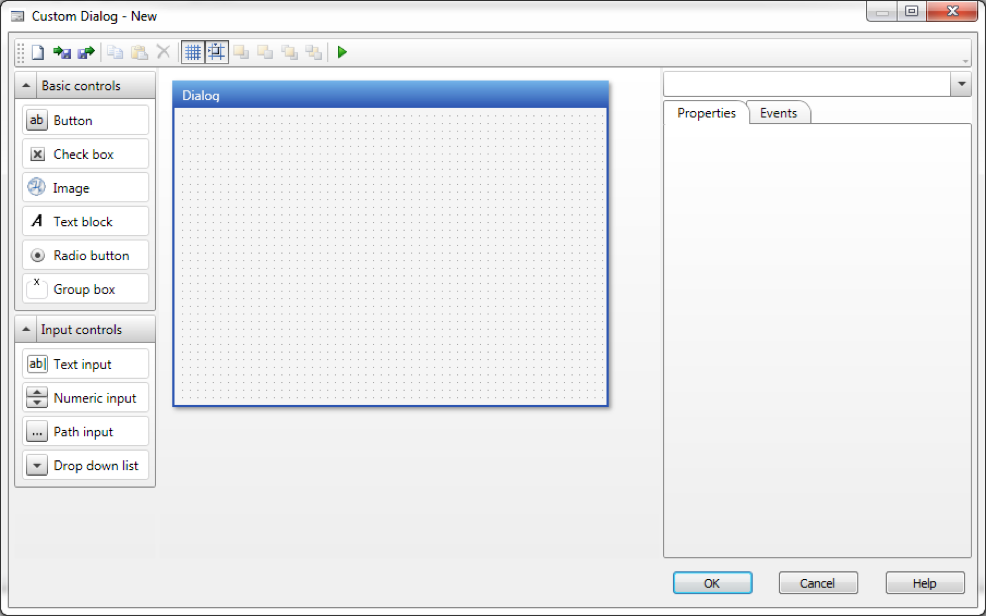 Custom Dialog - New
Basic controls
ab Button
Check box
Image
A Text block
Radio button
x Group box
Input controls
ab| Text input
Numeric input
... Path input
Drop down list
Dialog
Properties
Events
OK
Cancel
Help